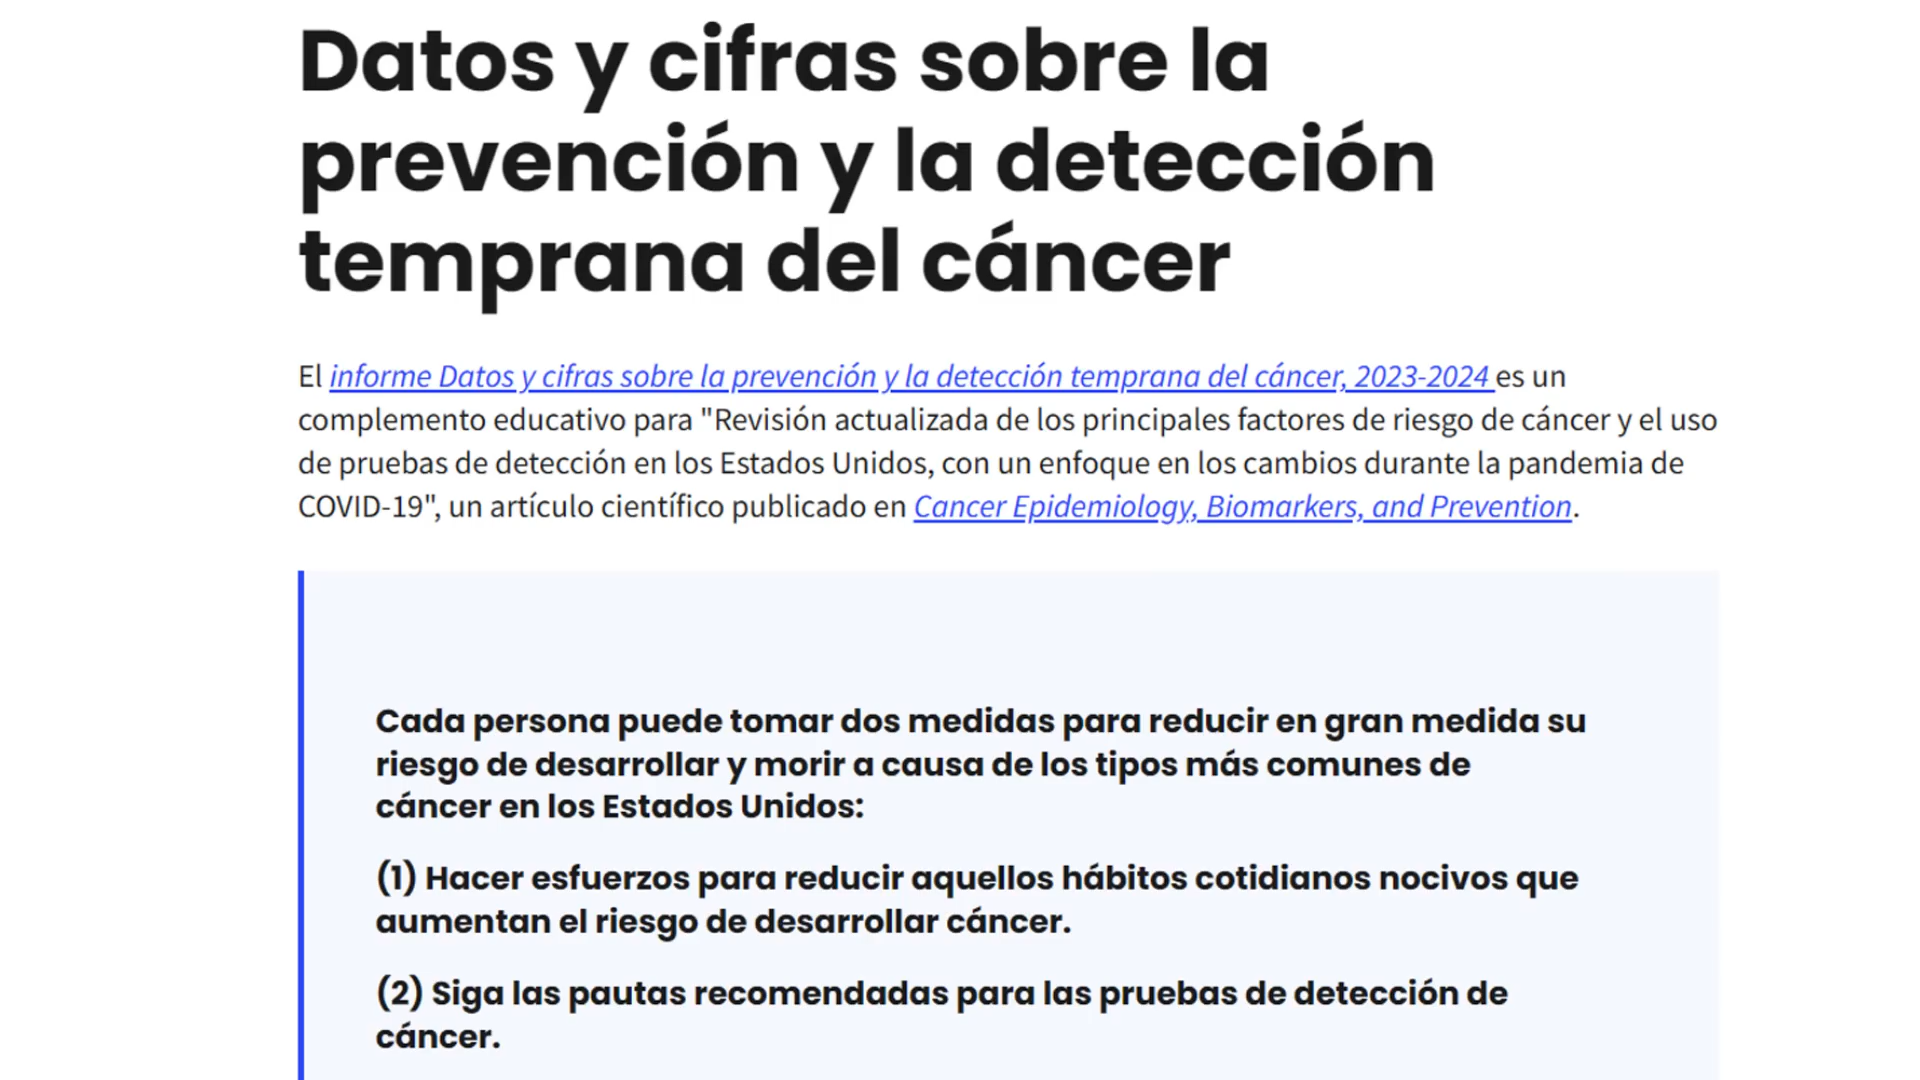 Datos y cifras sobre la
prevención y la detección
temprana del cáncer
El informe Datos y cifras sobre la prevención y la detección temprana del cáncer, 2023-2024 es un
complemento educativo para "Revisión actualizada de los principales factores de riesgo de cáncer y el uso
de pruebas de detección en los Estados Unidos, con un enfoque en los cambios durante la pandemia de
COVID-19", un artículo científico publicado en Cancer Epidemiology, Biomarkers, and Prevention.
Cada persona puede tomar dos medidas para reducir en gran medida su
riesgo de desarrollar y morir a causa de los tipos más comunes de
cáncer en los Estados Unidos:
(1) Hacer esfuerzos para reducir aquellos hábitos cotidianos nocivos que
aumentan el riesgo de desarrollar cáncer.
(2) Siga las pautas recomendadas para las pruebas de detección de
cáncer.